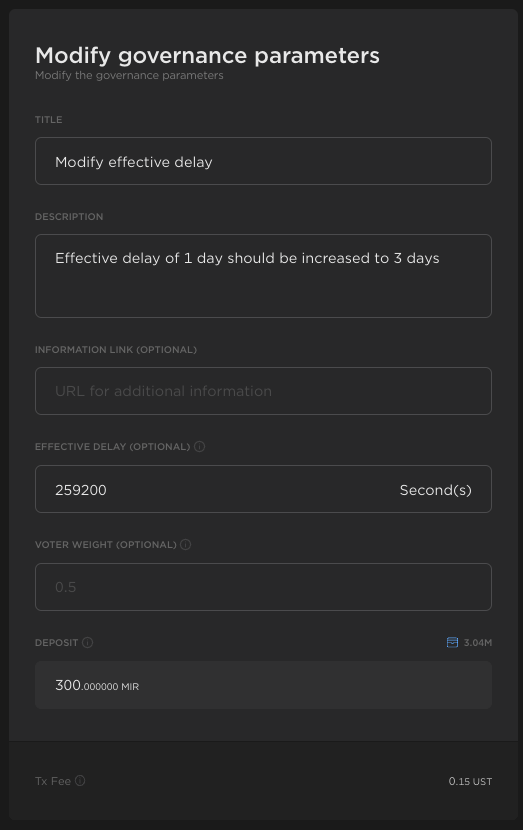 Modify governance parameters
Modify the governance parameters
TITLE
Modify effective delay
DESCRIPTION
Effective delay of 1 day should be increased to 3 days
INFORMATION LINK (OPTIONAL)
URL for additional information
EFFECTIVE DELAY (OPTIONAL)
259200 Second(s)
VOTER WEIGHT (OPTIONAL)
0.5
DEPOSIT 3.04M
300.000000 MIR
Tx Fee 0.15 UST